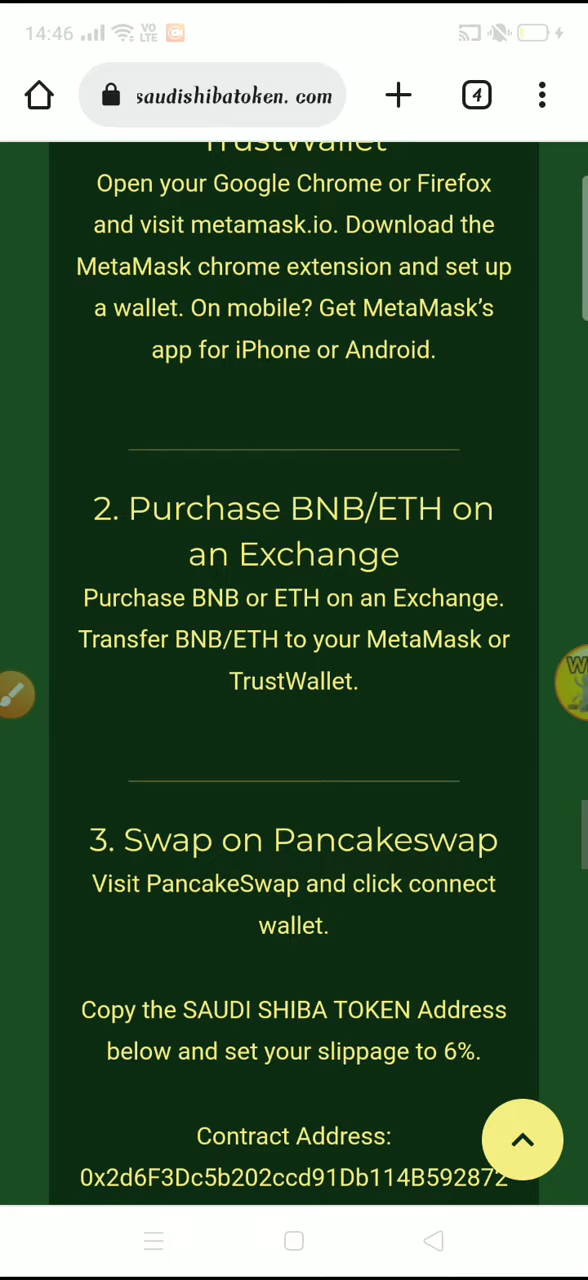 14:46 VO LTE
saudishibatoken. com 4
TrustWallet
Open your Google Chrome or Firefox
and visit metamask.io. Download the
MetaMask chrome extension and set up
a wallet. On mobile? Get MetaMask's
app for iPhone or Android.
2. Purchase BNB/ETH on
an Exchange
Purchase BNB or ETH on an Exchange.
Transfer BNB/ETH to your MetaMask or
TrustWallet.
W
3. Swap on Pancakeswap
Visit PancakeSwap and click connect
wallet.
Copy the SAUDI SHIBA TOKEN Address
below and set your slippage to 6%.
Contract Address:
0x2d6F3Dc5b202ccd91Db114B592872